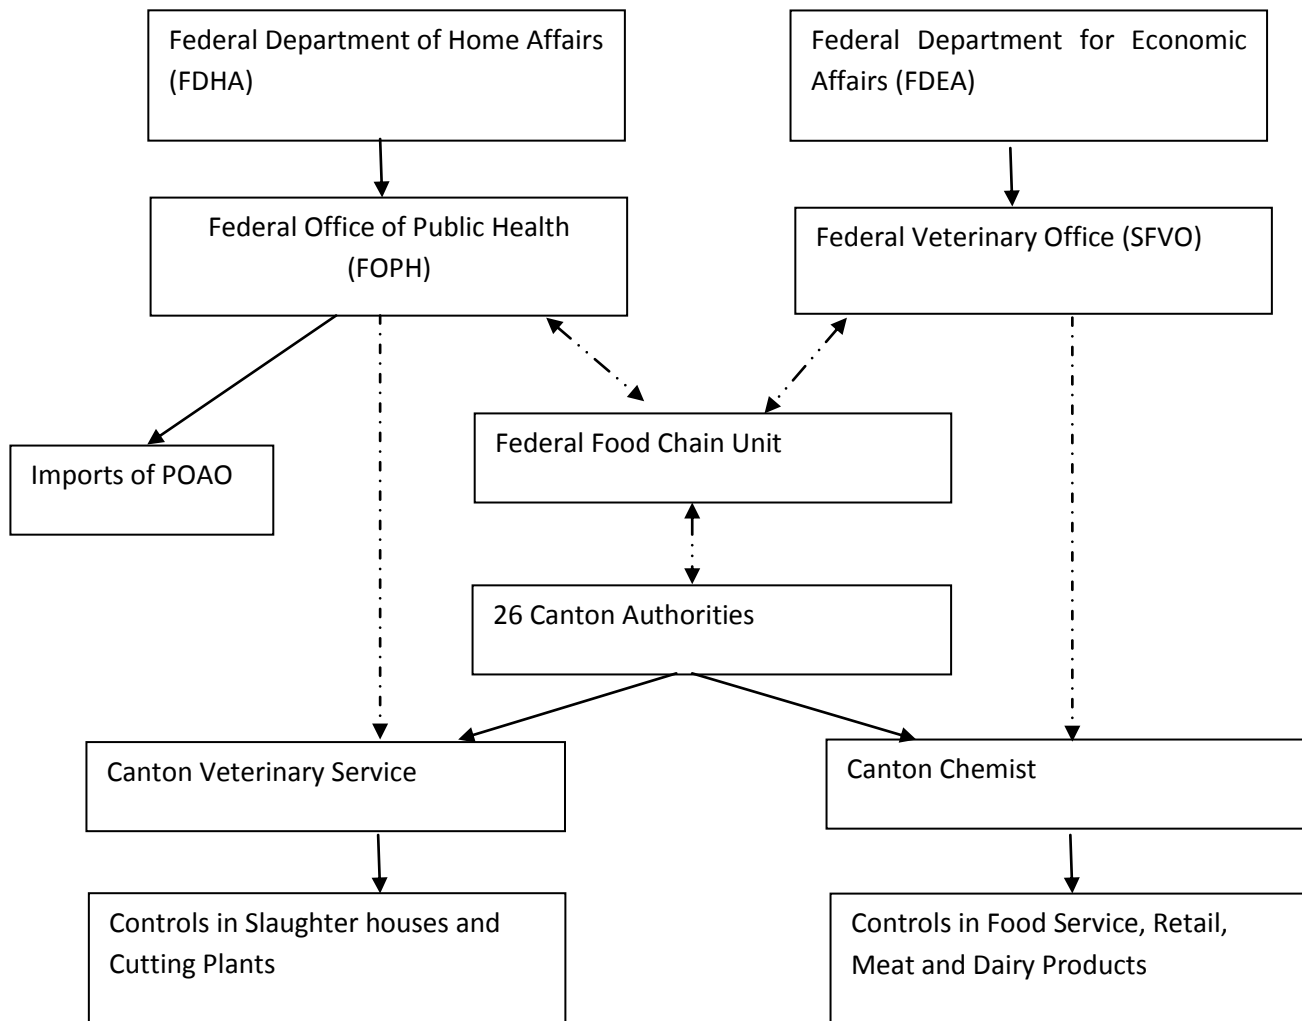 Federal Department of Home Affairs
(FDHA)
Federal Department for Economic
Affairs (FDEA)
Federal Office of Public Health
(FOPH)
Federal Veterinary Office (SFVO)
Imports of POAO
Federal Food Chain Unit
26 Canton Authorities
Canton Veterinary Service
Canton Chemist
Controls in Slaughter houses and
Cutting Plants
Controls in Food Service, Retail,
Meat and Dairy Products